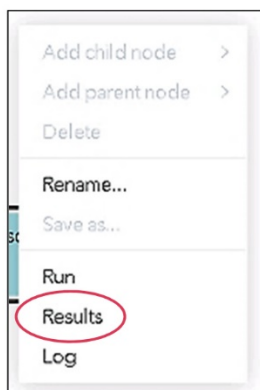 Add child node >
Add parent node >
Delete
Rename...
Save as...
Run
Results
Log